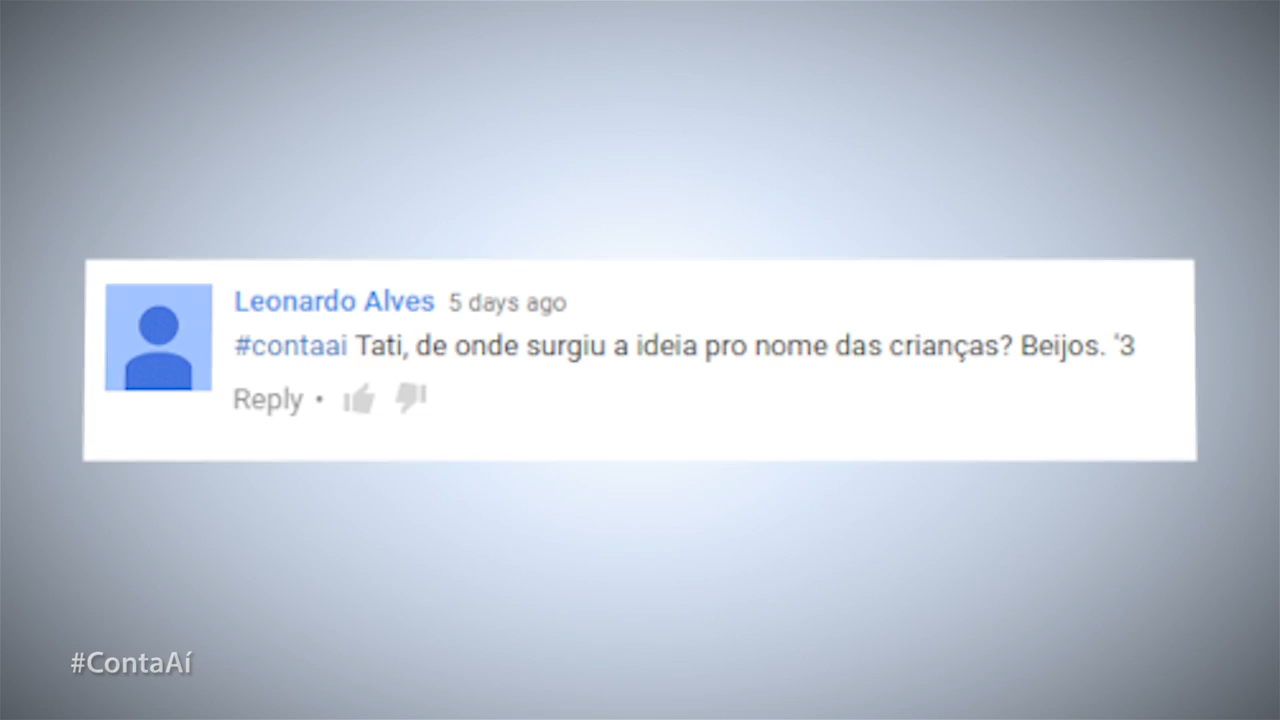 Leonardo Alves 5 days ago
#contaai Tati, de onde surgiu a ideia pro nome das crianças? Beijos. '3
Reply •
#ContaAí